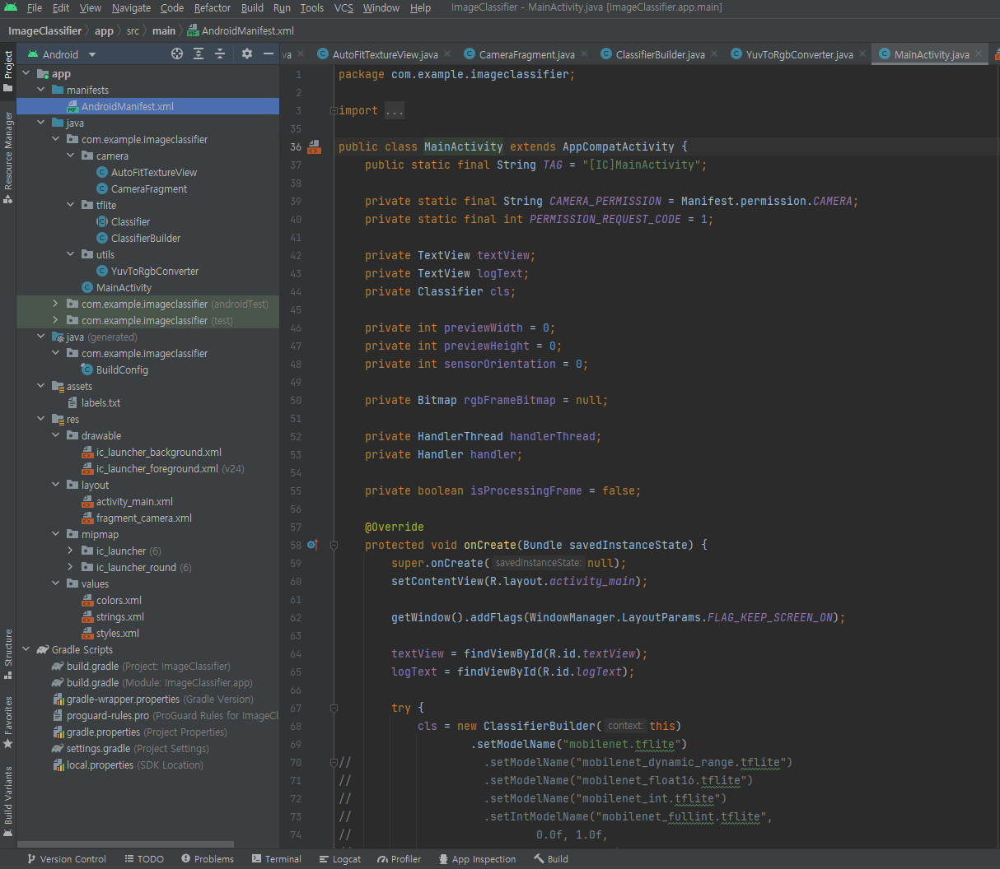 File Edit View Navigate Code Refactor Build Run Tools VCS Window Help ImageClassifier - MainActivity.java [ImageClassifier.app.main]
ImageClassifier app src main AndroidManifest.xml
Project
Resource Manager
Structure
Favorites
Build Variants
Android
app
manifests
AndroidManifest.xml
java
com.example.imageclassifier
camera
AutoFitTextureView
CameraFragment
tflite
Classifier
ClassifierBuilder
utils
YuvToRgbConverter
MainActivity
com.example.imageclassifier (androidTest)
com.example.imageclassifier (test)
java (generated)
com.example.imageclassifier
BuildConfig
assets
labels.txt
res
drawable
ic_launcher_background.xml
ic_launcher_foreground.xml (v24)
layout
activity_main.xml
fragment_camera.xml
mipmap
ic_launcher (6)
ic_launcher_round (6)
values
colors.xml
strings.xml
styles.xml
Gradle Scripts
build.gradle (Project: ImageClassifier)
build.gradle (Module: ImageClassifier.app)
gradle-wrapper.properties (Gradle Version)
proguard-rules.pro (ProGuard Rules for ImageCl
gradle.properties (Project Properties)
settings.gradle (Project Settings)
local.properties (SDK Location)
va AutoFitTextureView.java CameraFragment.java ClassifierBuilder.java YuvToRgbConverter.java MainActivity.java
1 package com.example.imageclassifier;
2
3 import ...
35
36 public class MainActivity extends AppCompatActivity {
37 public static final String TAG = "[IC]MainActivity";
38
39 private static final String CAMERA_PERMISSION = Manifest.permission.CAMERA;
40 private static final int PERMISSION_REQUEST_CODE = 1;
41
42 private TextView textView;
43 private TextView logText;
44 private Classifier cls;
45
46 private int previewWidth = 0;
47 private int previewHeight = 0;
48 private int sensorOrientation = 0;
49
50 private Bitmap rgbFrameBitmap = null;
51
52 private HandlerThread handlerThread;
53 private Handler handler;
54
55 private boolean isProcessingFrame = false;
56
57 @Override
58 protected void onCreate(Bundle savedInstanceState) {
59 super.onCreate( savedInstanceState: null);
60 setContentView(R.layout.activity_main);
61
62 getWindow().addFlags(WindowManager.LayoutParams.FLAG_KEEP_SCREEN_ON);
63
64 textView = findViewById(R.id.textView);
65 logText = findViewById(R.id.logText);
66
67 try {
68 cls = new ClassifierBuilder( context: this)
69 .setModelName("mobilenet.tflite")
70 // .setModelName("mobilenet_dynamic_range.tflite")
71 // .setModelName("mobilenet_float16.tflite")
72 // .setModelName("mobilenet_int.tflite")
73 // .setIntModelName("mobilenet_fullint.tflite",
74 // 0.0f, 1.0f,
Version Control TODO Problems Terminal Logcat Profiler App Inspection Build